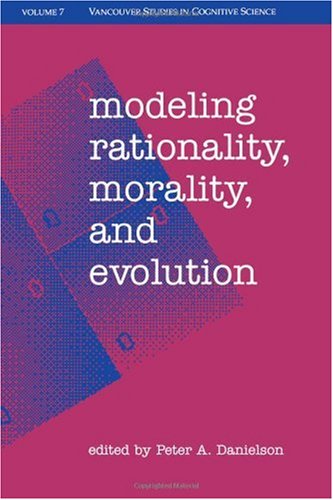 VOLUME 7 VANCOUVER STUDIES IN COGNITIVE SCIENCE
modeling
rationality,
morality,
and
evolution
edited by Peter A. Danielson